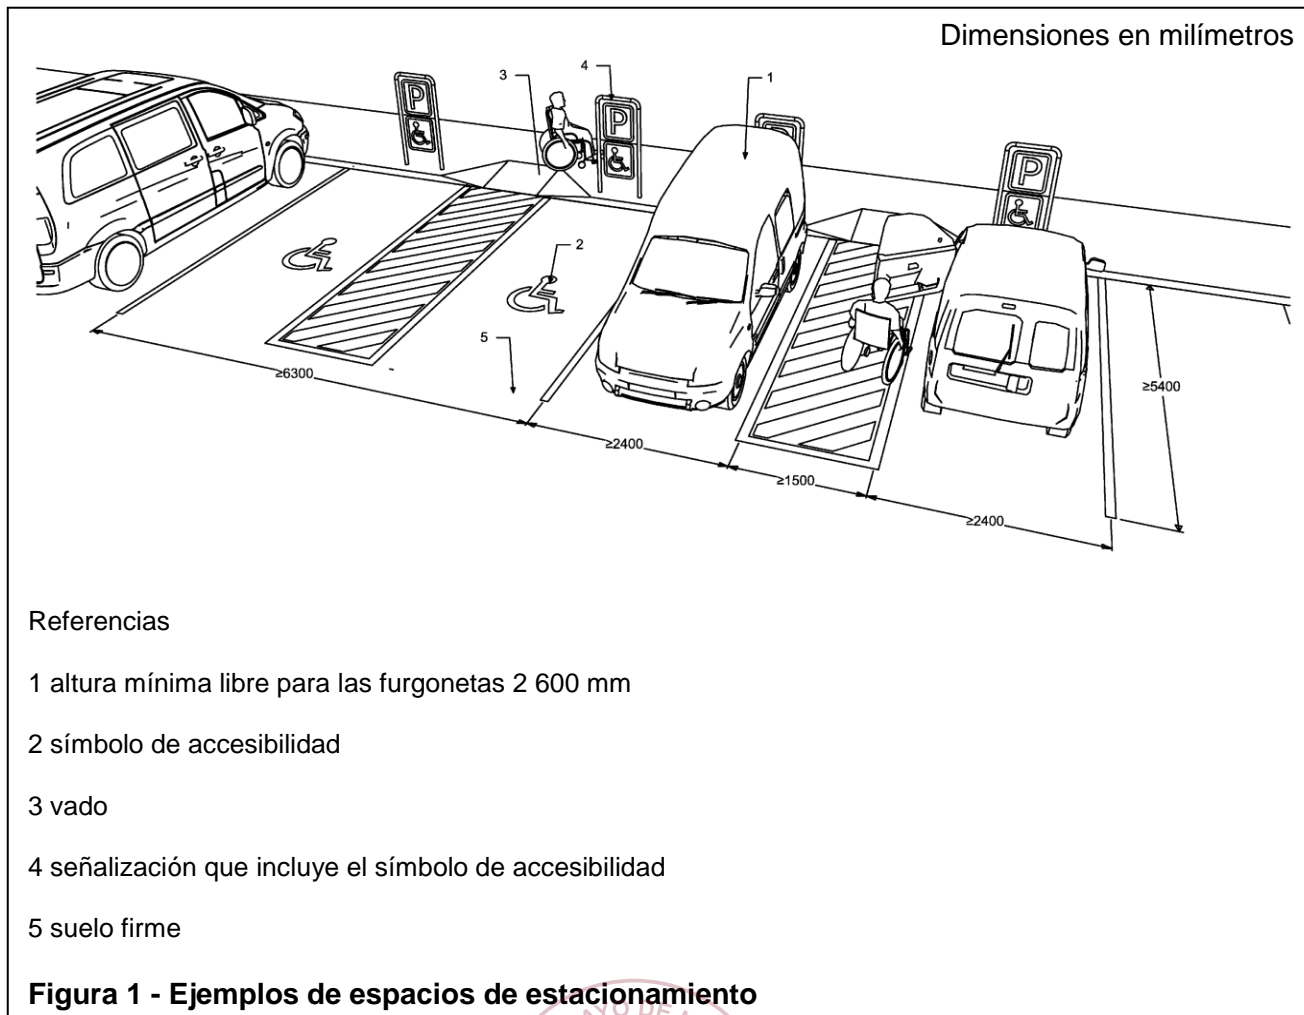 Dimensiones en milímetros
3
4
1
P
P
P
2
5
≥6300
≥2400
≥1500
≥2400
≥5400
Referencias
1 altura mínima libre para las furgonetas 2 600 mm
2 símbolo de accesibilidad
3 vado
4 señalización que incluye el símbolo de accesibilidad
5 suelo firme
Figura 1 - Ejemplos de espacios de estacionamiento